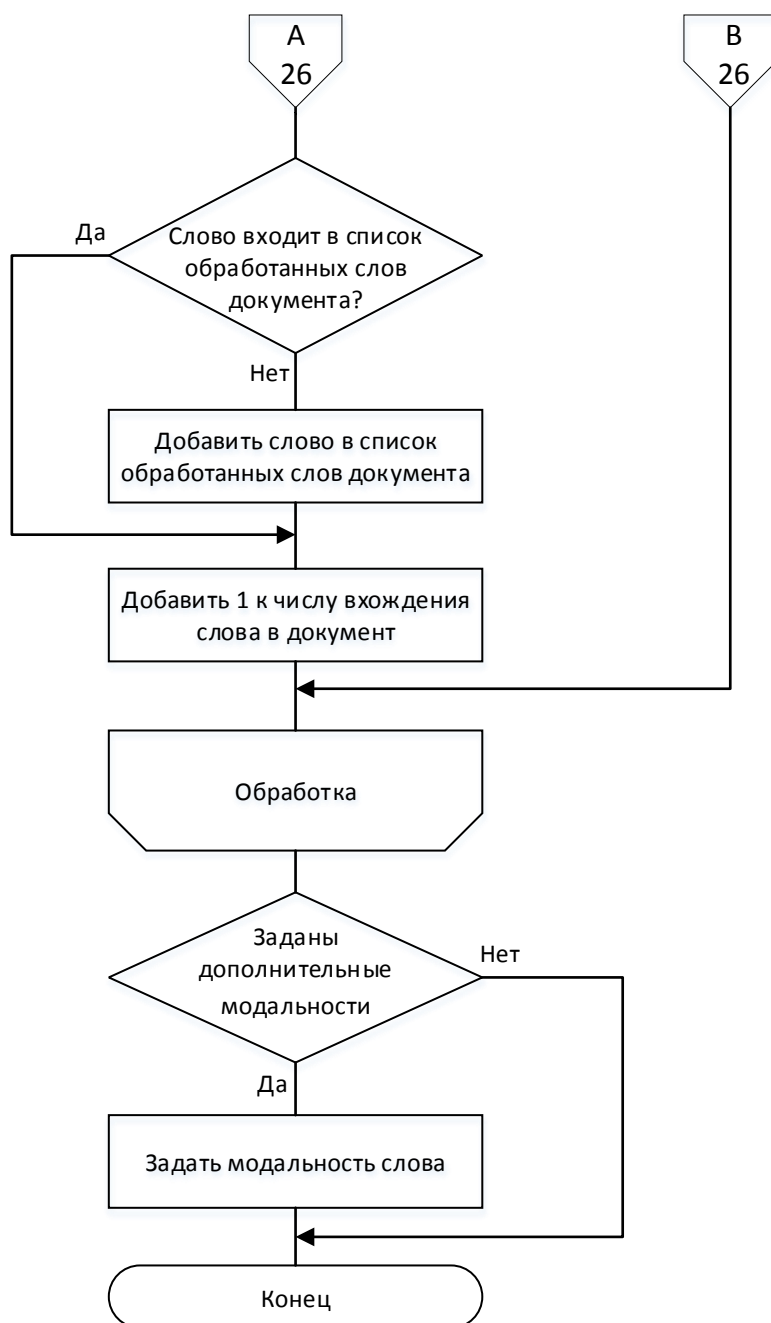 A
26
B
26
Да
Слово входит в список
обработанных слов
документа?
Нет
Добавить слово в список
обработанных слов документа
Добавить 1 к числу вхождения
слова в документ
Обработка
Заданы
дополнительные
модальности
Нет
Да
Задать модальность слова
Конец